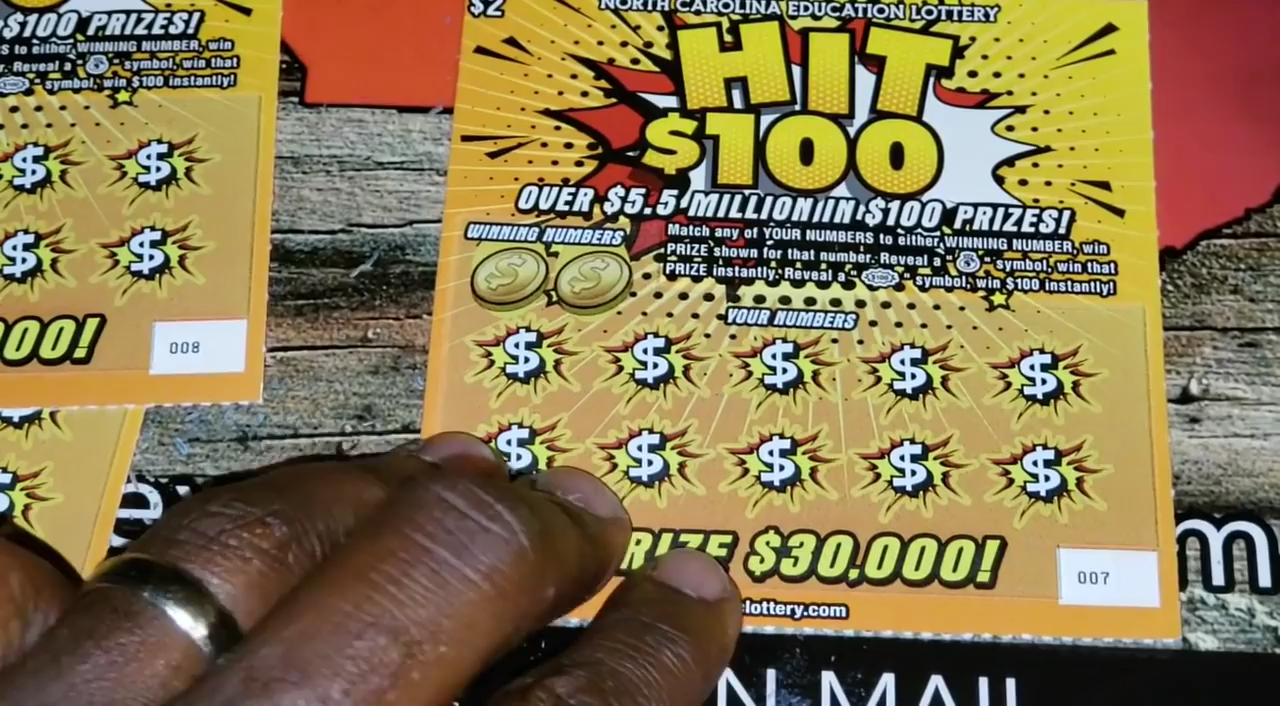 $100 PRIZES!
S to either WINNING NUMBER, win
r. Reveal a " " symbol, win that
" symbol, win $100 instantly!
$ $
$ $
00!
008
$2
NORTH CAROLINA EDUCATION LOTTERY
HIT
$100
OVER $5.5 MILLION IN $100 PRIZES!
WINNING NUMBERS
$ $
Match any of YOUR NUMBERS to either WINNING NUMBER, win
PRIZE shown for that number. Reveal a " " symbol, win that
PRIZE instantly. Reveal a " $100 " symbol, win $100 instantly!
YOUR NUMBERS
$ $ $ $ $
$ $ $ $ $
RIZE $30,000!
007
lottery.com
e
m
N MAIL